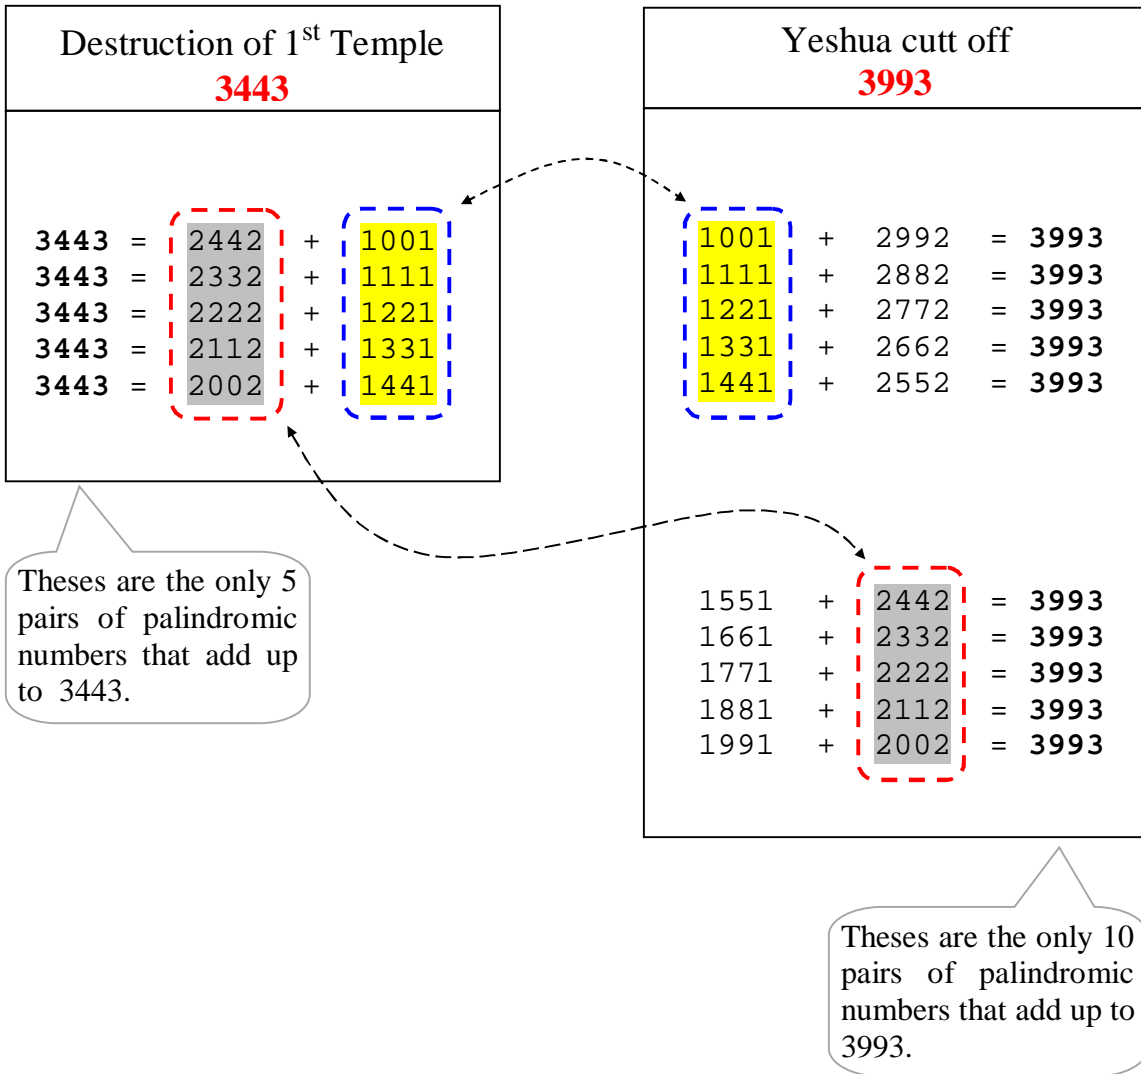 Destruction of 1st Temple
3443
3443 = 2442 + 1001
3443 = 2332 + 1111
3443 = 2222 + 1221
3443 = 2112 + 1331
3443 = 2002 + 1441
Theses are the only 5
pairs of palindromic
numbers that add up
to 3443.
Yeshua cutt off
3993
1001 + 2992 = 3993
1111 + 2882 = 3993
1221 + 2772 = 3993
1331 + 2662 = 3993
1441 + 2552 = 3993
1551 + 2442 = 3993
1661 + 2332 = 3993
1771 + 2222 = 3993
1881 + 2112 = 3993
1991 + 2002 = 3993
Theses are the only 10
pairs of palindromic
numbers that add up to
3993.